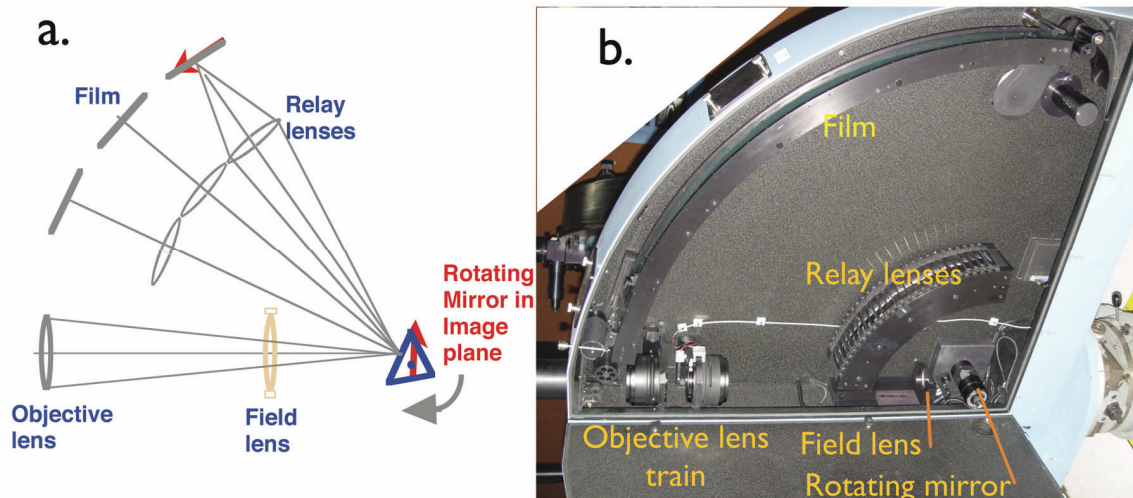 a.
Film
Relay
lenses
Rotating
Mirror in
Image
plane
Objective
lens
Field
lens
b.
Film
Relay lenses
Objective lens
train
Field lens
Rotating mirror